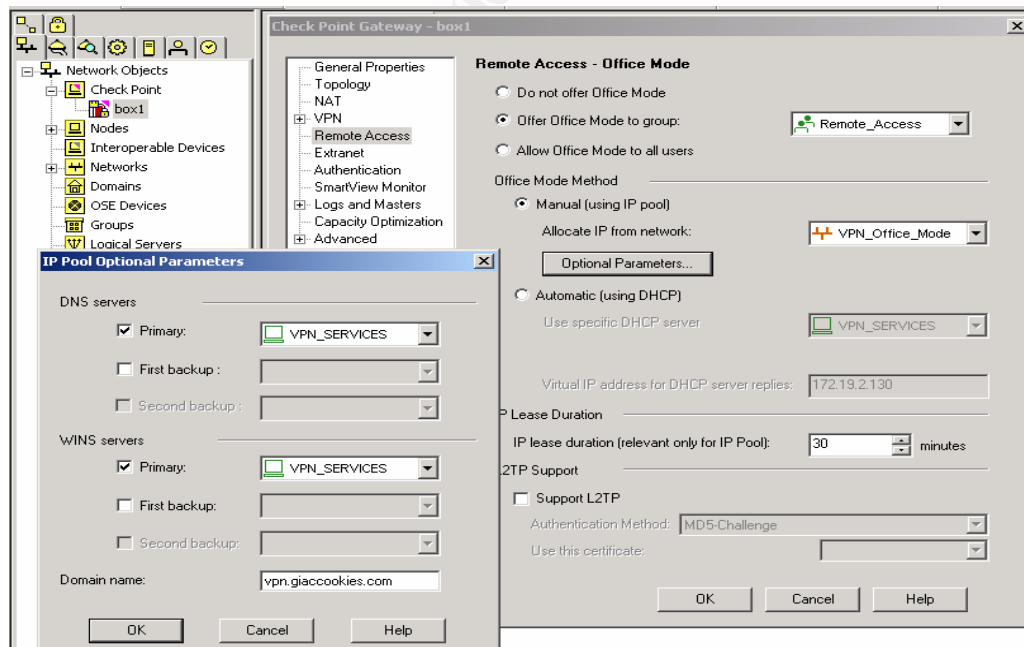 Check Point Gateway - box1
Network Objects
Check Point
box1
Nodes
Interoperable Devices
Networks
Domains
OSE Devices
Groups
Logical Servers
General Properties
Topology
NAT
VPN
Remote Access
Extranet
Authentication
SmartView Monitor
Logs and Masters
Capacity Optimization
Advanced
Remote Access - Office Mode
Do not offer Office Mode
Offer Office Mode to group:
Remote_Access
Allow Office Mode to all users
Office Mode Method
Manual (using IP pool)
Allocate IP from network:
VPN_Office_Mode
Optional Parameters...
Automatic (using DHCP)
Use specific DHCP server
VPN_SERVICES
Virtual IP address for DHCP server replies:
172.19.2.130
P Lease Duration
IP lease duration (relevant only for IP Pool):
30
minutes
2TP Support
Support L2TP
Authentication Method:
MD5-Challenge
Use this certificate:
OK
Cancel
Help
IP Pool Optional Parameters
DNS servers
Primary:
VPN_SERVICES
First backup :
Second backup :
WINS servers
Primary:
VPN_SERVICES
First backup:
Second backup:
Domain name:
vpn.giaccookies.com
OK
Cancel
Help